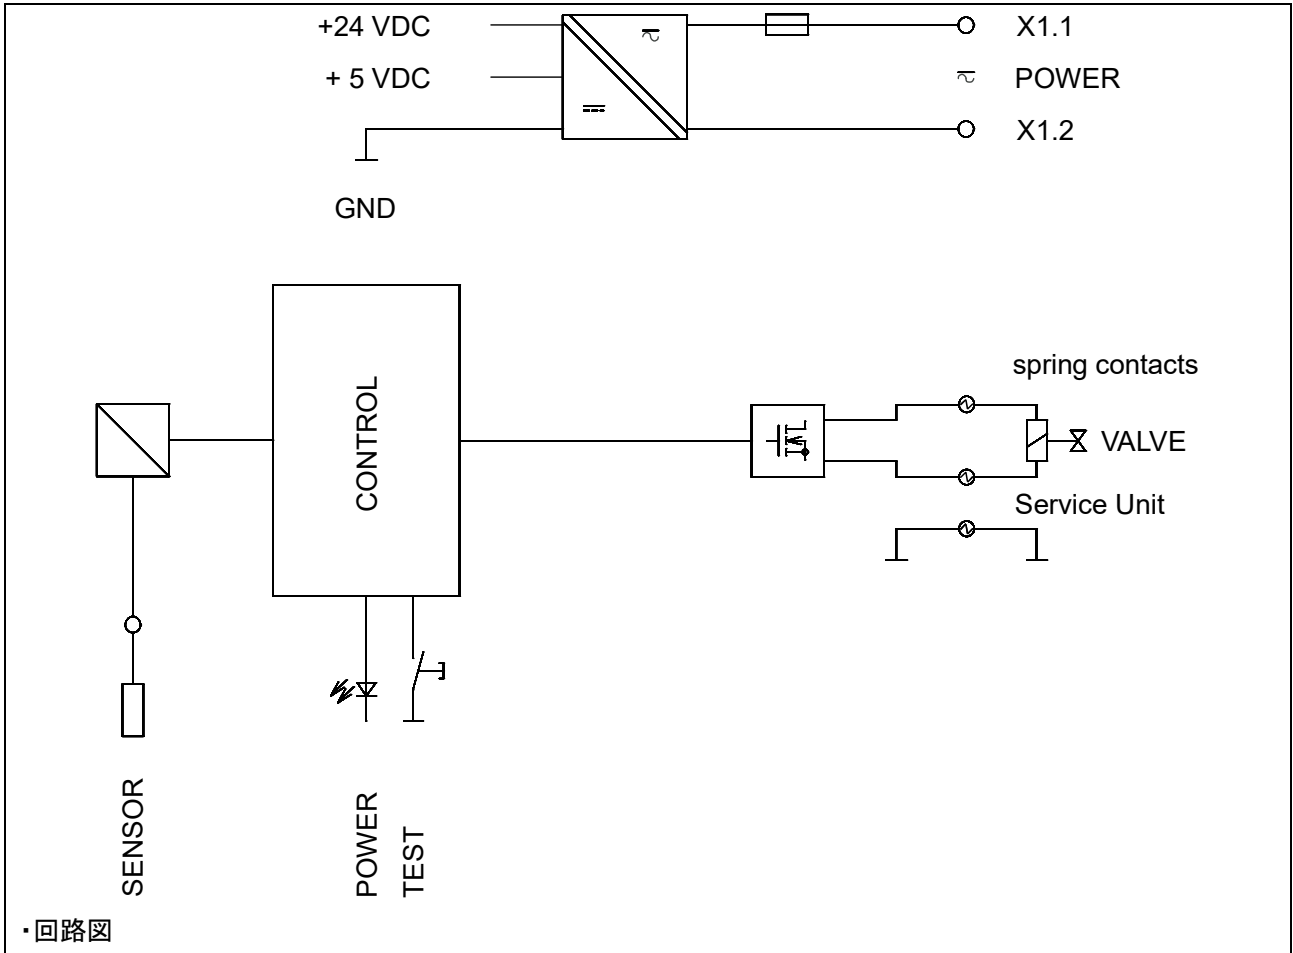 +24 VDC
X1.1
+ 5 VDC
POWER
X1.2
GND
CONTROL
spring contacts
VALVE
Service Unit
SENSOR
POWER
TEST
▪回路図